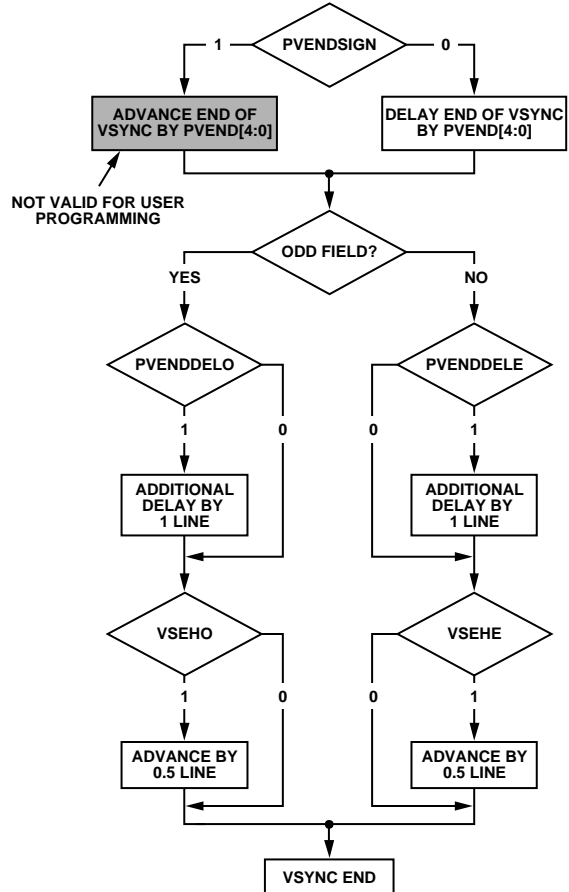 PVENDSIGN
1
0
ADVANCE END OF
VSYNC BY PVEND[4:0]
DELAY END OF VSYNC
BY PVEND[4:0]
NOT VALID FOR USER
PROGRAMMING
ODD FIELD?
YES
NO
PVENDDELO
PVENDDELE
1
0
0
1
ADDITIONAL
DELAY BY
1 LINE
ADDITIONAL
DELAY BY
1 LINE
VSEHO
VSEHE
1
0
0
1
ADVANCE BY
0.5 LINE
ADVANCE BY
0.5 LINE
VSYNC END